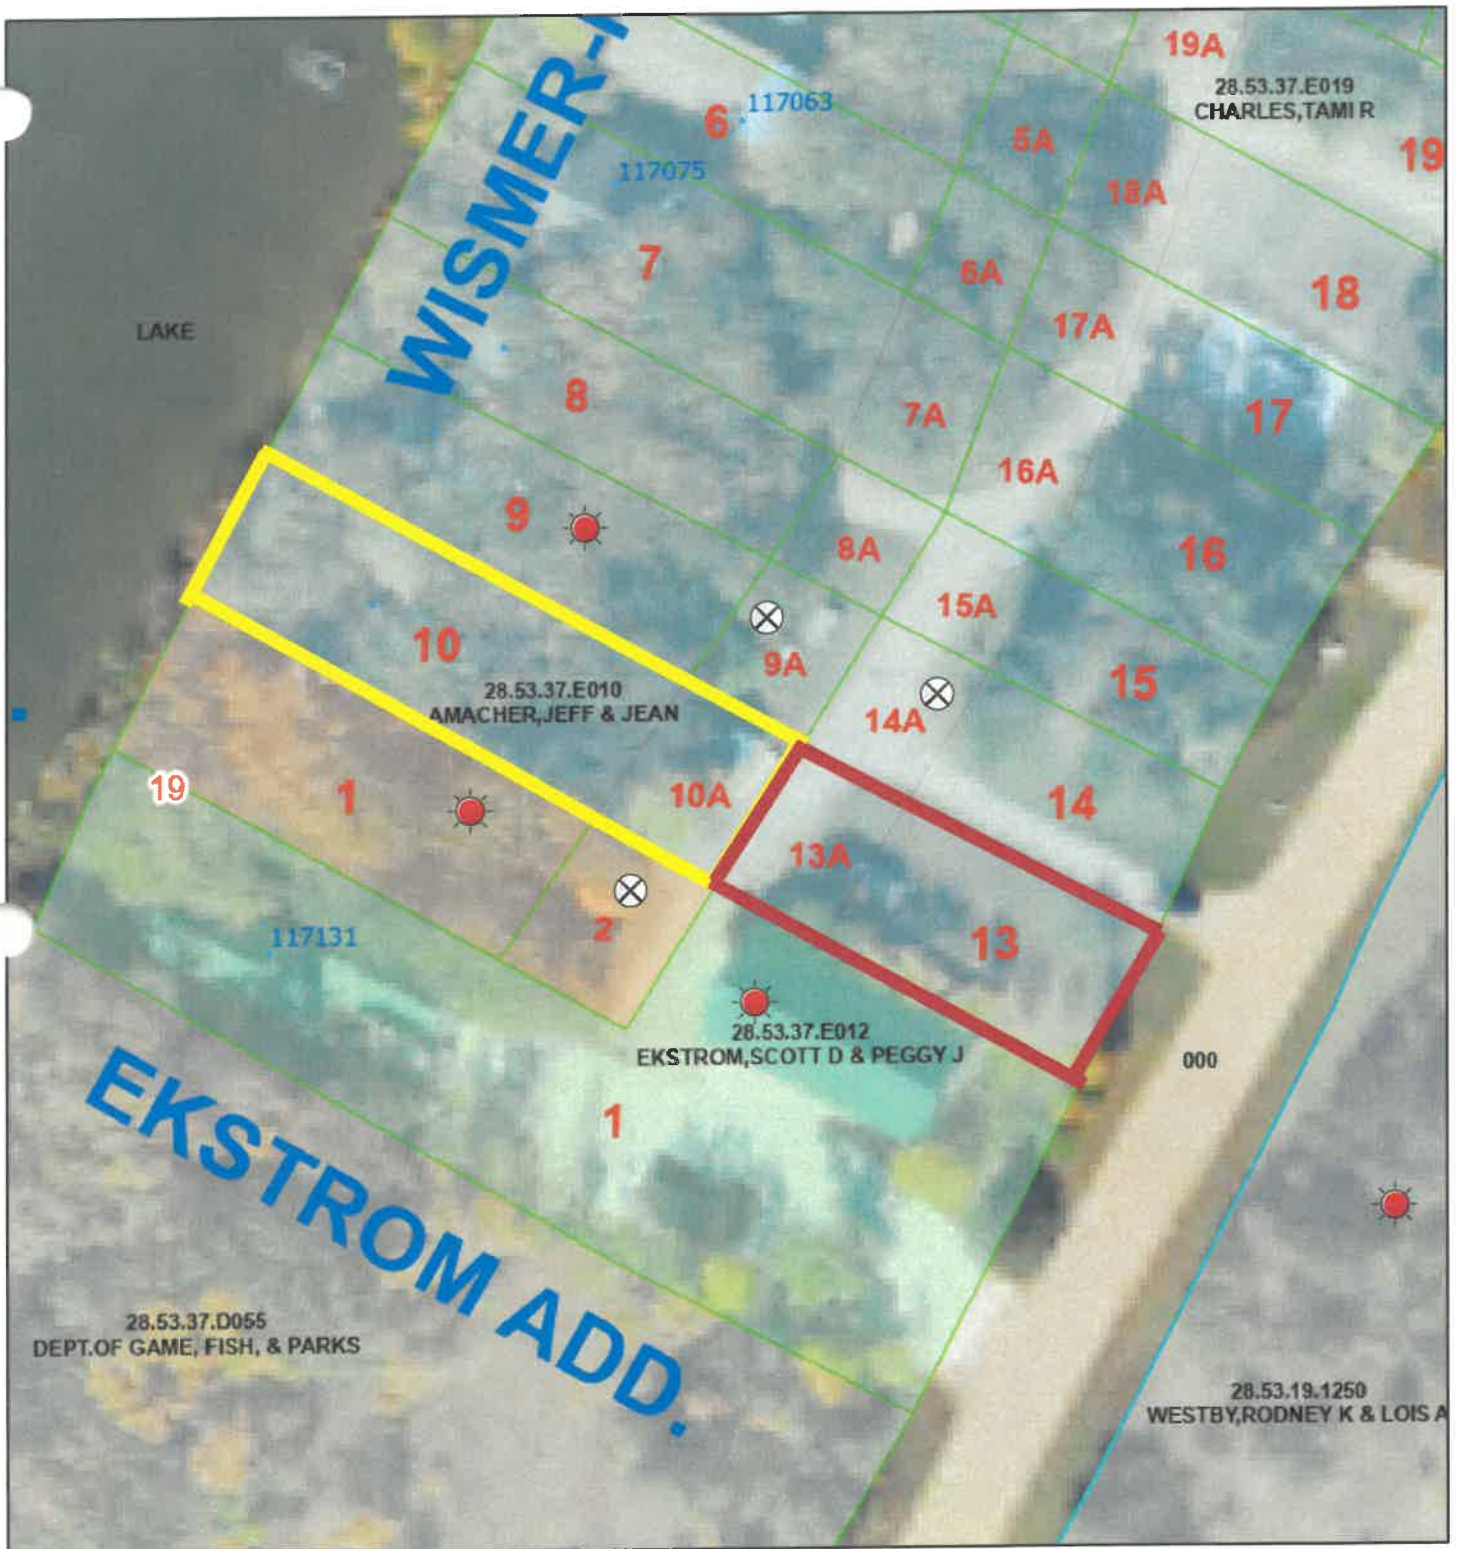 WISMER-
19A
28.53.37.E019
CHARLES,TAMI R
6
117063
5A
19
117075
18A
7
6A
18
LAKE
17A
8
7A
17
16A
9
8A
16
15A
10
9A
15
28.53.37.E010
AMACHER,JEFF & JEAN
14A
19
1
10A
14
13A
2
13
117131
28.53.37.E012
EKSTROM,SCOTT D & PEGGY J
000
1
EKSTROM ADD.
28.53.37.D055
DEPT.OF GAME, FISH, & PARKS
28.53.19.1250
WESTBY,RODNEY K & LOIS A